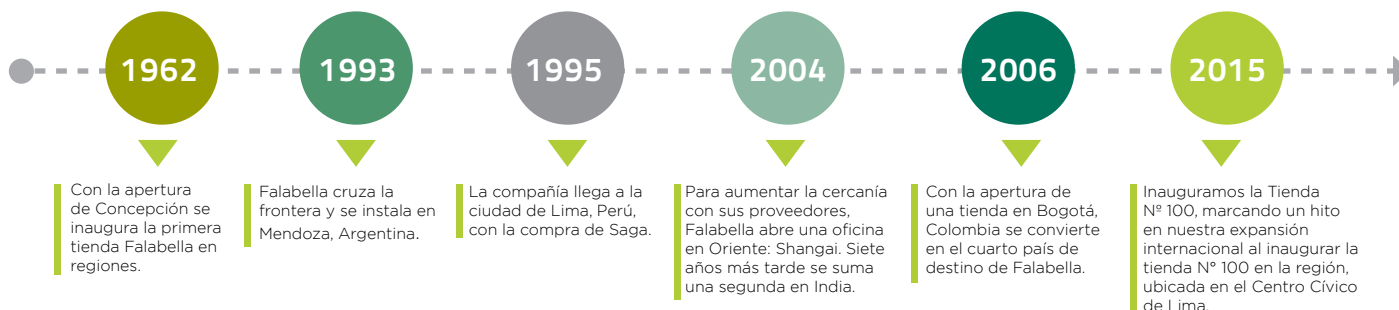 1962
1993
1995
2004
2006
2015
Con la apertura
de Concepción se
inaugura la primera
tienda Falabella en
regiones.
Falabella cruza la
frontera y se instala en
Mendoza, Argentina.
La compañía llega a la
ciudad de Lima, Perú,
con la compra de Saga.
Para aumentar la cercanía
con sus proveedores,
Falabella abre una oficina
en Oriente: Shangai. Siete
años más tarde se suma
una segunda en India.
Con la apertura de
una tienda en Bogotá,
Colombia se convierte
en el cuarto país de
destino de Falabella.
Inauguramos la Tienda
Nº 100, marcando un hito
en nuestra expansión
internacional al inaugurar la
tienda N° 100 en la región,
ubicada en el Centro Cívico
de Lima.